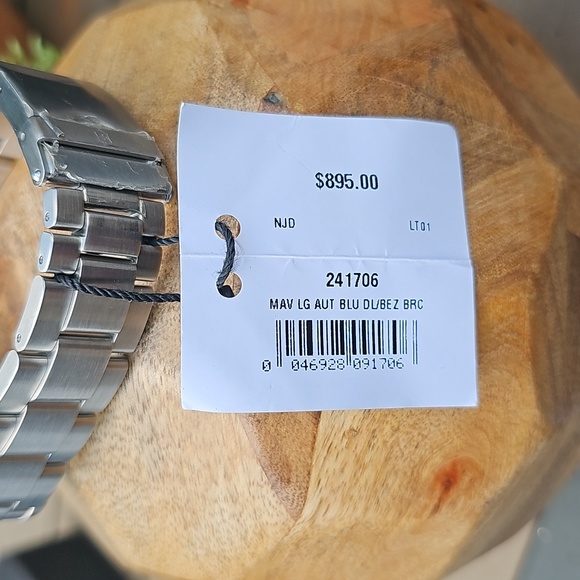 $895.00
NJD LT01
241706
MAV LG AUT BLU DL/BEZ BRC
0 046928 091706